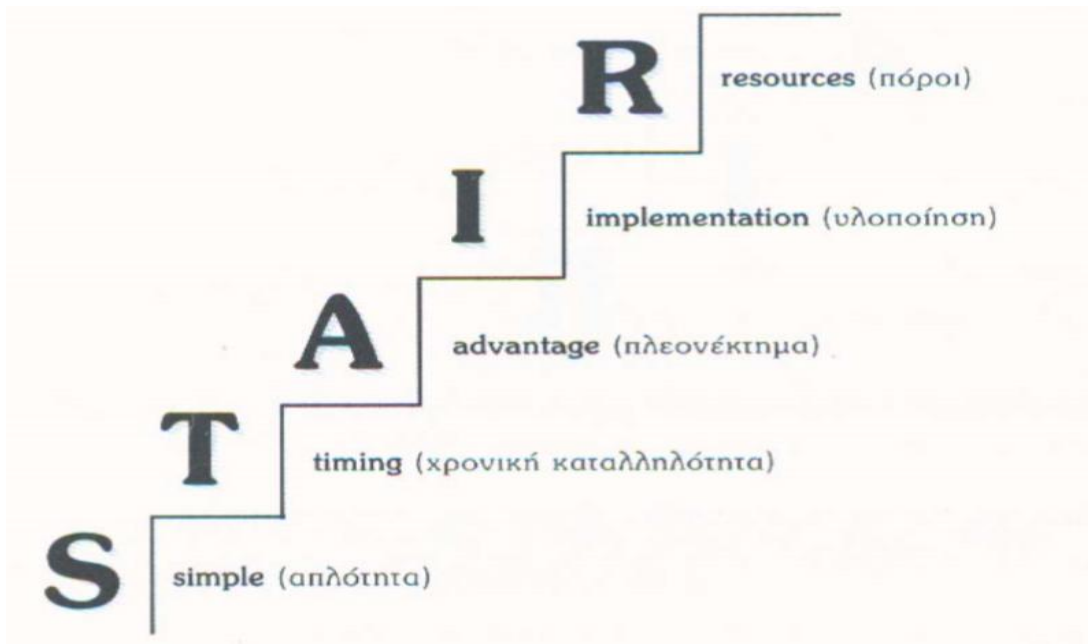 R
resources (πόροι)
I
implementation (υλοποίηση)
A
advantage (πλεονέκτημα)
T
timing (χρονική καταλληλότητα)
S
simple (απλότητα)